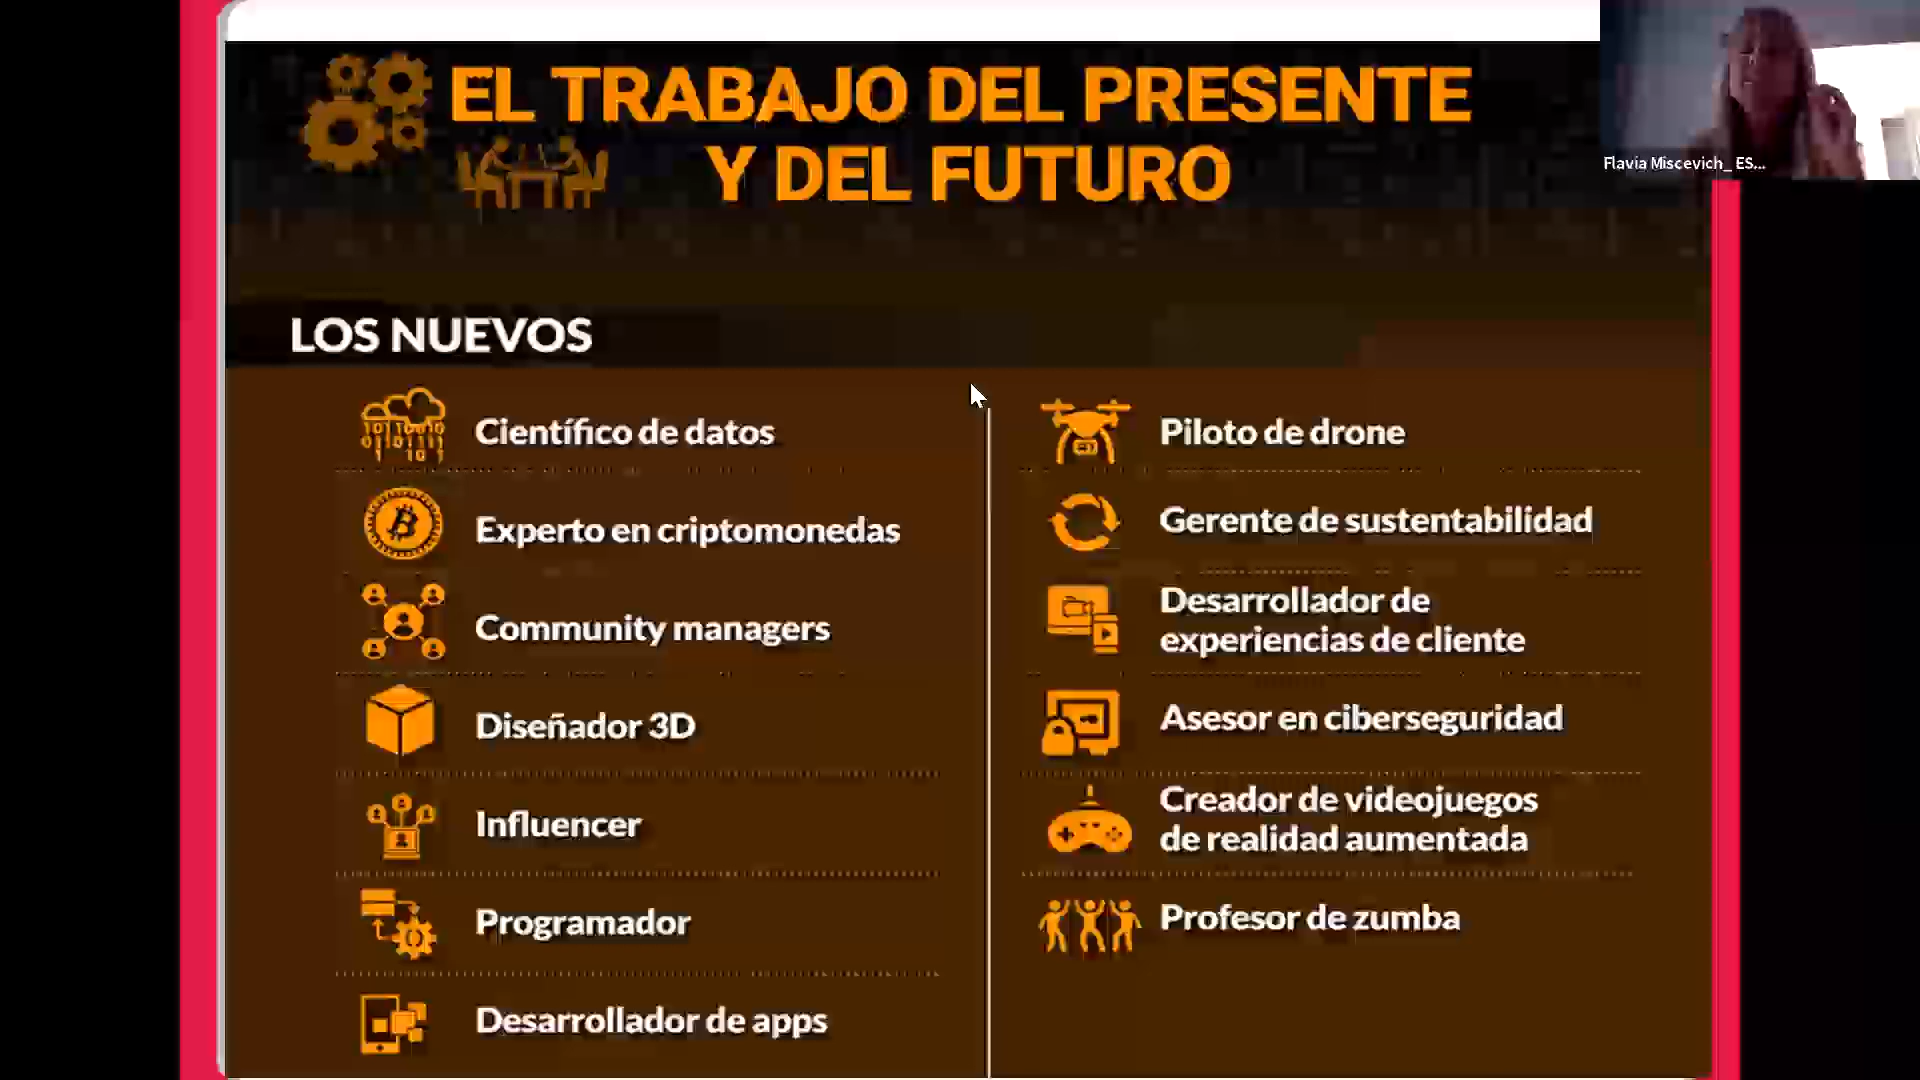 EL TRABAJO DEL PRESENTE
Y DEL FUTURO
Flavia Miscevich_ ES...
LOS NUEVOS
Científico de datos
Experto en criptomonedas
Community managers
Diseñador 3D
Influencer
Programador
Desarrollador de apps
Piloto de drone
Gerente de sustentabilidad
Desarrollador de
experiencias de cliente
Asesor en ciberseguridad
Creador de videojuegos
de realidad aumentada
Profesor de zumba